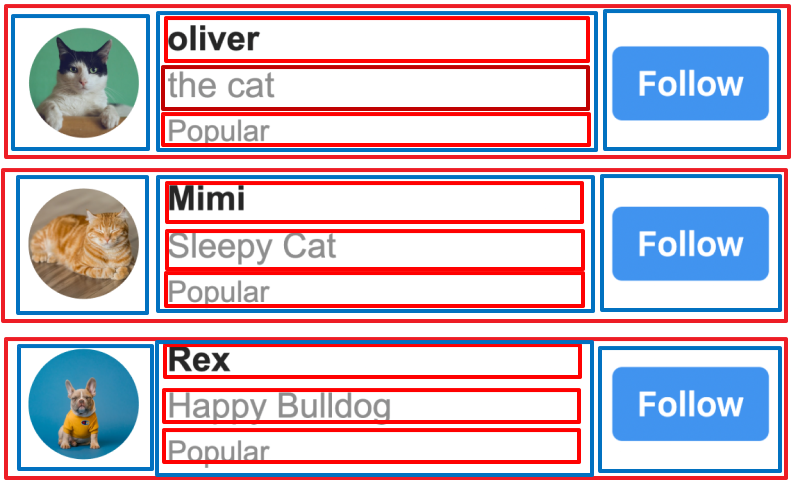 oliver
the cat
Popular
Follow
Mimi
Sleepy Cat
Popular
Follow
Rex
Happy Bulldog
Popular
Follow